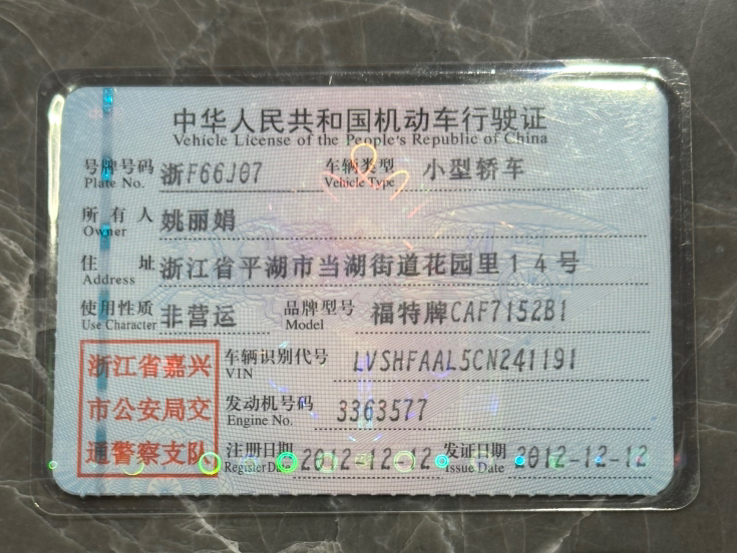 中华人民共和国机动车行驶证
Vehicle License of the People's Republic of China
号牌号码 浙F66J07 车辆类型 小型轿车
Plate No. Vehicle Type
所有人 姚丽娟
Owner
住址 浙江省平湖市当湖街道花园里14号
Address
使用性质 非营运 品牌型号 福特牌CAF7152B1
Use Character Model
浙江省嘉兴
市公安局交
通警察支队
车辆识别代号 LVSHFAAL5CN241191
VIN
发动机号码 3363577
Engine No.
注册日期 2012-12-12 发证日期 2012-12-12
Register Date Issue Date